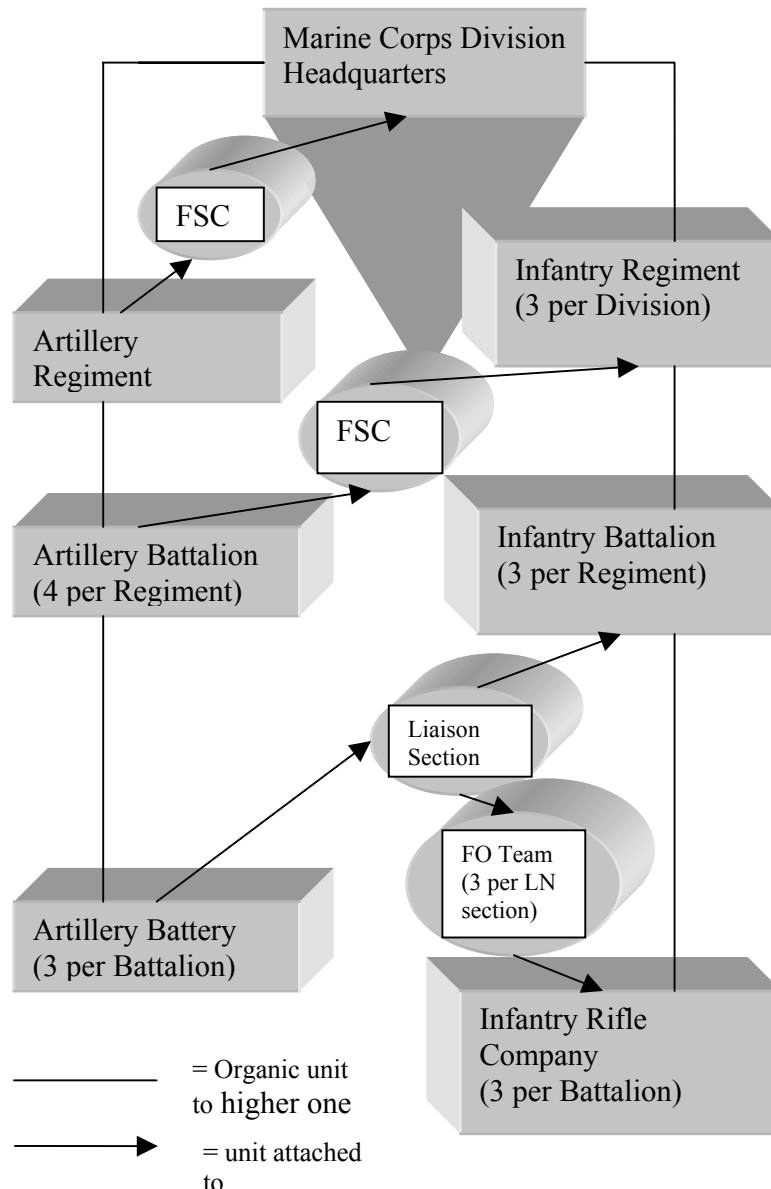 Marine Corps Division
Headquarters
FSC
Infantry Regiment
(3 per Division)
Artillery
Regiment
FSC
Artillery Battalion
(4 per Regiment)
Infantry Battalion
(3 per Regiment)
Liaison
Section
FO Team
(3 per LN
section)
Artillery Battery
(3 per Battalion)
Infantry Rifle
Company
(3 per Battalion)
= Organic unit
to higher one
= unit attached
to